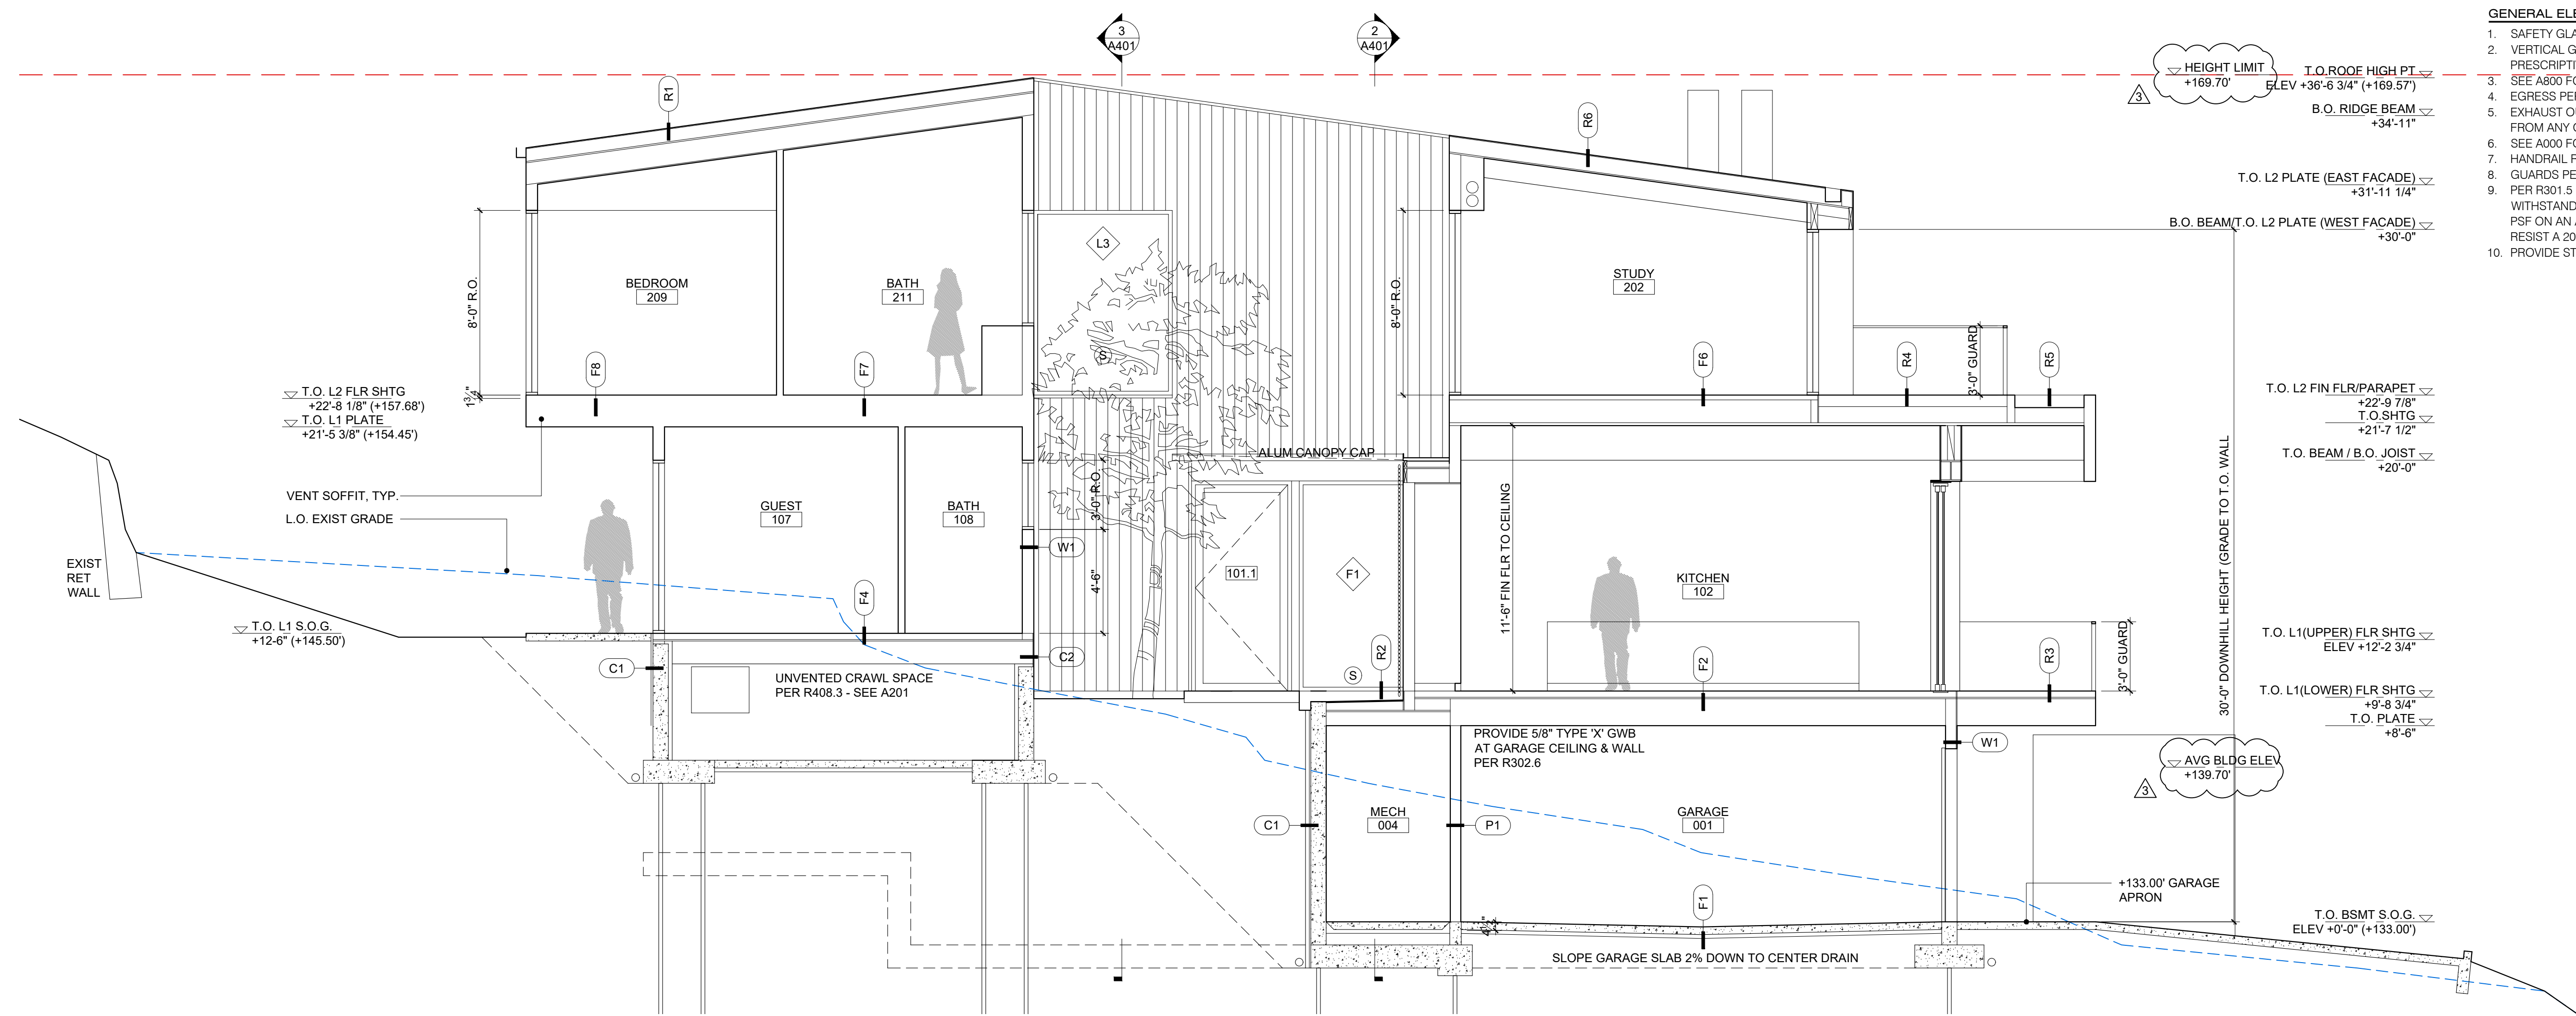 3
A401
2
A401
GENERAL ELE
1. SAFETY GLA
2. VERTICAL G
PRESCRIPTI
3. SEE A800 FO
4. EGRESS PE
5. EXHAUST O
FROM ANY
6. SEE A000 FO
7. HANDRAIL
8. GUARDS PE
9. PER R301.5
WITHSTAND
PSF ON AN
RESIST A 20
10. PROVIDE ST
HEIGHT LIMIT
+169.70'
3
T.O.ROOF HIGH PT
ELEV +36'-6 3/4" (+169.57')
B.O. RIDGE BEAM
+34'-11"
T.O. L2 PLATE (EAST FACADE)
+31'-11 1/4"
B.O. BEAM/T.O. L2 PLATE (WEST FACADE)
+30'-0"
R1
R6
8'-0" R.O.
BEDROOM
209
BATH
211
L3
S
8'-0" R.O.
STUDY
202
F8
F7
F6
R4
3'-0" GUARD
R5
1 3/4"
T.O. L2 FLR SHTG
+22'-8 1/8" (+157.68')
T.O. L1 PLATE
+21'-5 3/8" (+154.45')
T.O. L2 FIN FLR/PARAPET
+22'-9 7/8"
T.O.SHTG
+21'-7 1/2"
T.O. BEAM / B.O. JOIST
+20'-0"
ALUM CANOPY CAP
VENT SOFFIT, TYP.
L.O. EXIST GRADE
EXIST
RET
WALL
GUEST
107
BATH
108
3'-0" R.O.
W1
4'-6"
F4
101.1
F1
11'-6" FIN FLR TO CEILING
KITCHEN
102
30'-0" DOWNHILL HEIGHT (GRADE TO T.O. WALL
T.O. L1 S.O.G.
+12'-6" (+145.50')
C1
C2
UNVENTED CRAWL SPACE
PER R408.3 - SEE A201
R2
S
F2
R3
3'-0" GUARD
T.O. L1(UPPER) FLR SHTG
ELEV +12'-2 3/4"
T.O. L1(LOWER) FLR SHTG
+9'-8 3/4"
T.O. PLATE
+8'-6"
PROVIDE 5/8" TYPE 'X' GWB
AT GARAGE CEILING & WALL
PER R302.6
W1
AVG BLDG ELEV
+139.70'
3
C1
MECH
004
P1
GARAGE
001
F1
4 1/2"
+133.00' GARAGE
APRON
T.O. BSMT S.O.G.
ELEV +0'-0" (+133.00')
SLOPE GARAGE SLAB 2% DOWN TO CENTER DRAIN